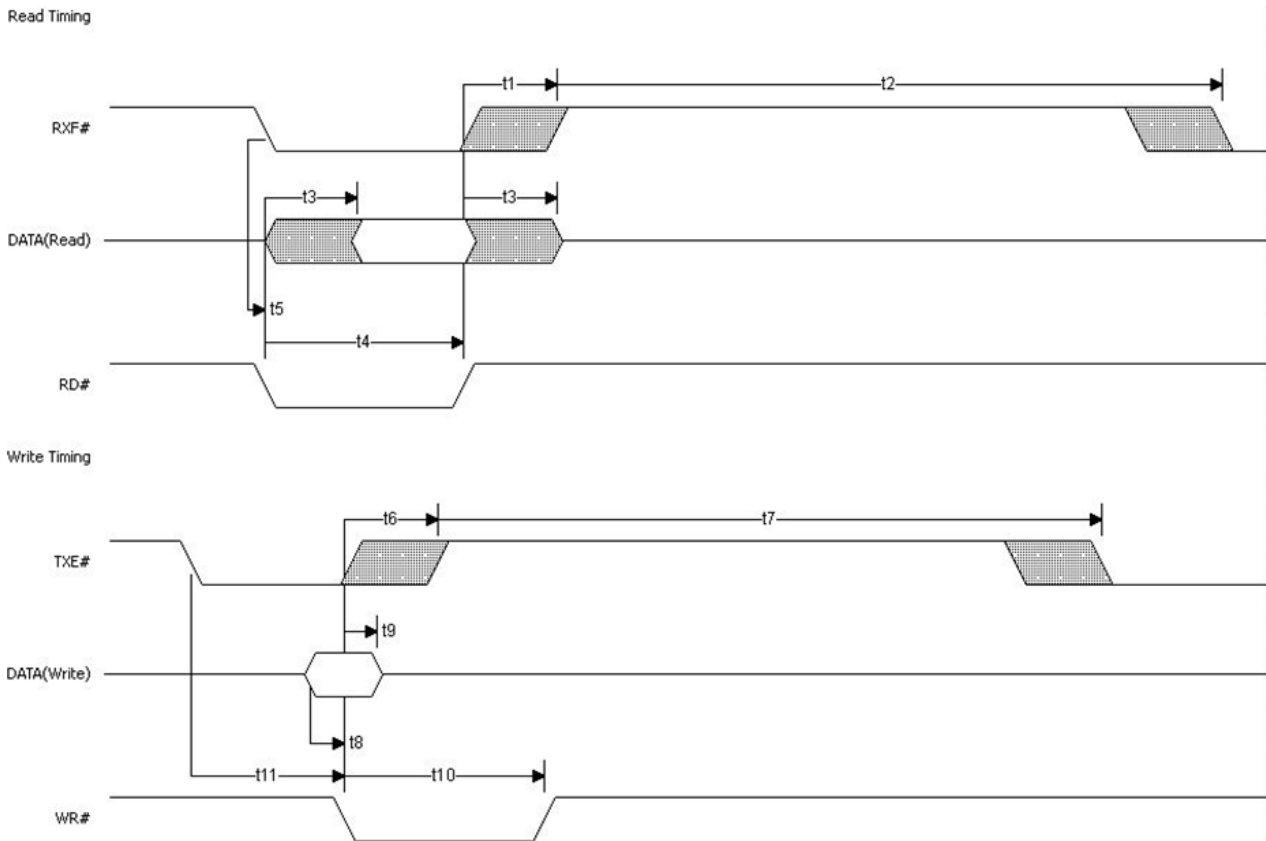 Read Timing
t1
t2
RXF#
t3
t3
DATA(Read)
t5
t4
RD#
Write Timing
t6
t7
TXE#
t9
DATA(Write)
t8
t11
t10
WR#